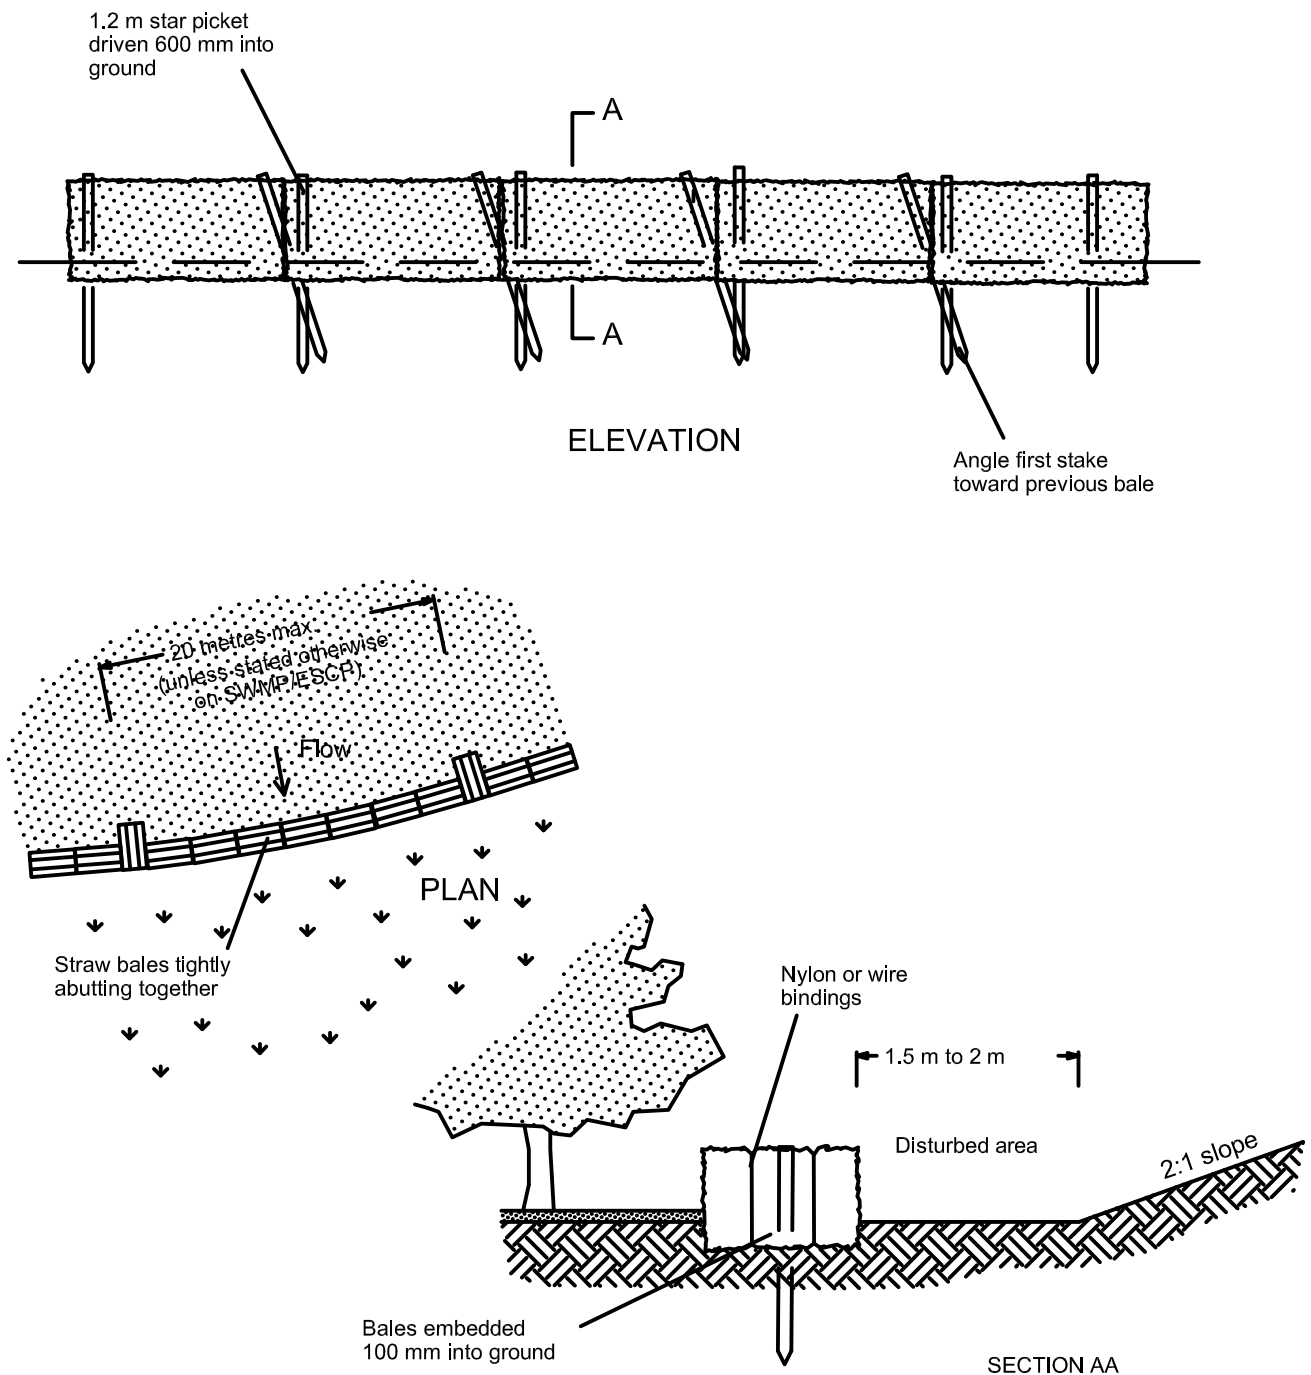 1.2 m star picket
driven 600 mm into
ground
A
A
ELEVATION
Angle first stake
toward previous bale
20 metres max.
(unless stated otherwise
on SWMP/ESCP)
Flow
PLAN
Straw bales tightly
abutting together
Nylon or wire
bindings
1.5 m to 2 m
Disturbed area
2:1 slope
Bales embedded
100 mm into ground
SECTION AA